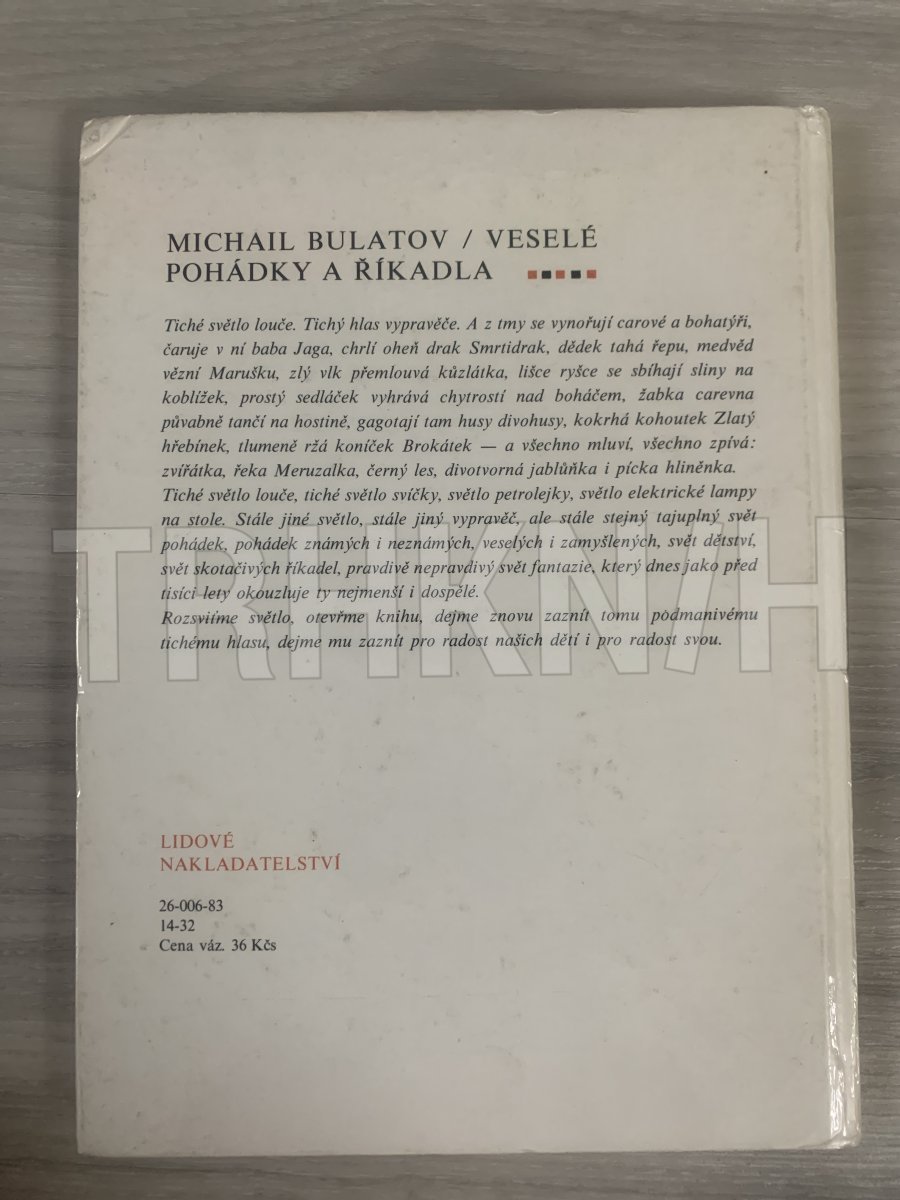 MICHAIL BULATOV / VESELÉ
POHÁDKY A ŘÍKADLA
Tiché světlo louče. Tichý hlas vypravěče. A z tmy se vynořují carové a bohatýři,
čaruje v ní baba Jaga, chrlí oheň drak Smrtidrak, dědek tahá řepu, medvěd
vězní Marušku, zlý vlk přemlouvá kůzlátka, lišce ryšce se sbíhají sliny na
koblížek, prostý sedláček vyhrává chytrostí nad boháčem, žabka carevna
půvabně tančí na hostině, gagotají tam husy divohusy, kokrhá kohoutek Zlatý
hřebínek, tlumeně ržá koníček Brokátek — a všechno mluví, všechno zpívá:
zvířátka, řeka Meruzalka, černý les, divotvorná jablůňka i pícka hliněnka.
Tiché světlo louče, tiché světlo svíčky, světlo petrolejky, světlo elektrické lampy
na stole. Stále jiné světlo, stále jiný vypravěč, ale stále stejný tajuplný svět
pohádek, pohádek známých i neznámých, veselých i zamyšlených, svět dětství,
svět skotačivých říkadel, pravdivě nepravdivý svět fantazie, který dnes jako před
tisíci lety okouzluje ty nejmenší i dospělé.
Rozsviťme světlo, otevřme knihu, dejme znovu zaznít tomu podmanivému
tichému hlasu, dejme mu zaznít pro radost našich dětí i pro radost svou.
TRHKNIH
LIDOVÉ
NAKLADATELSTVÍ
26-006-83
14-32
Cena váz. 36 Kčs